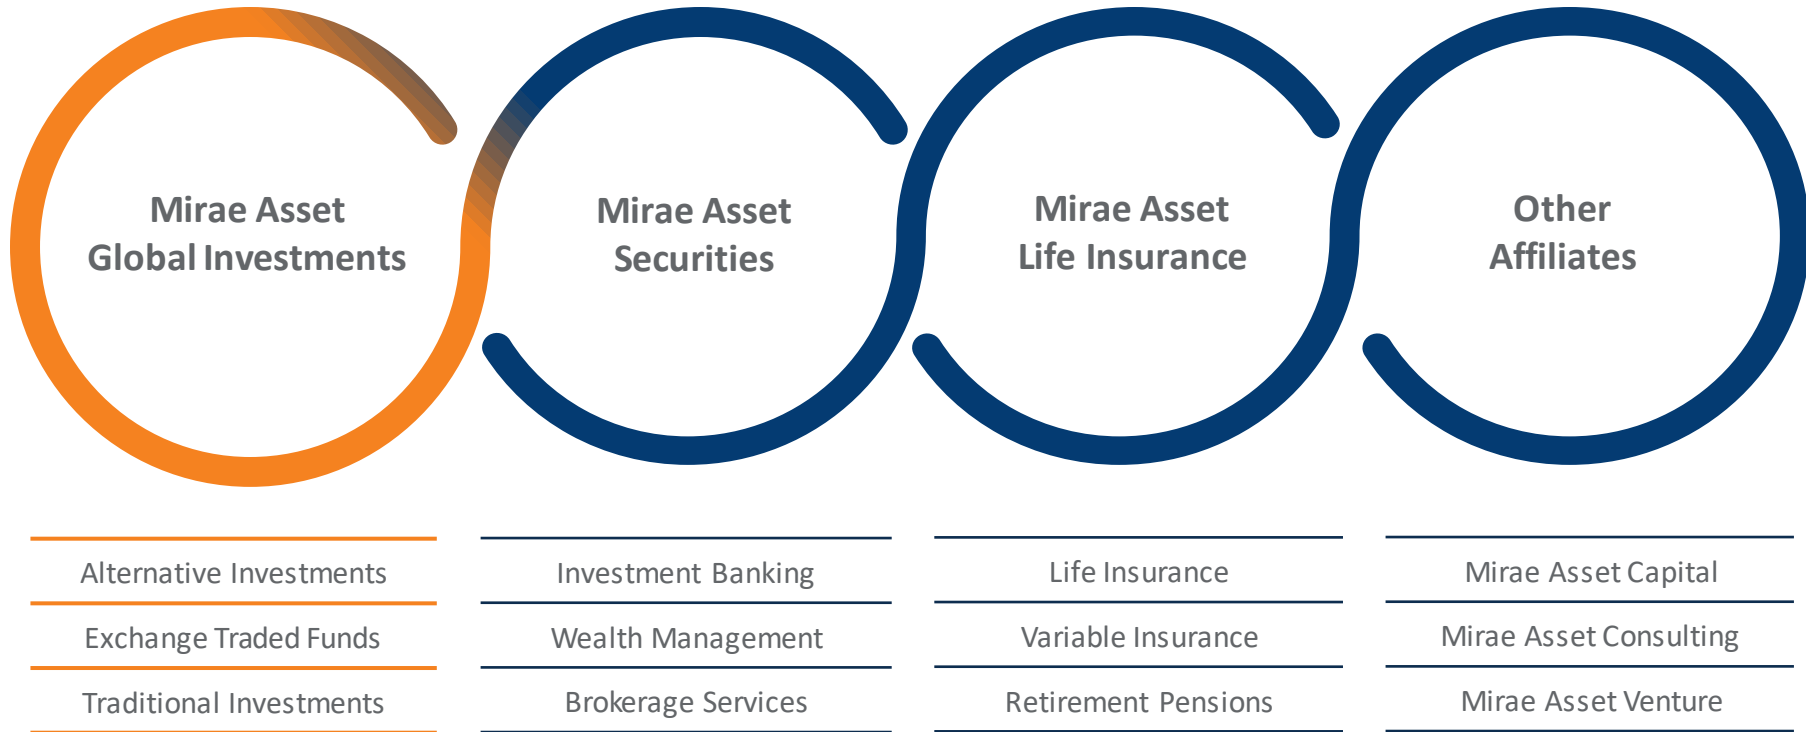 Mirae Asset
Global Investments
Mirae Asset
Securities
Mirae Asset
Life Insurance
Other
Affiliates
Alternative Investments
Exchange Traded Funds
Traditional Investments
Investment Banking
Wealth Management
Brokerage Services
Life Insurance
Variable Insurance
Retirement Pensions
Mirae Asset Capital
Mirae Asset Consulting
Mirae Asset Venture